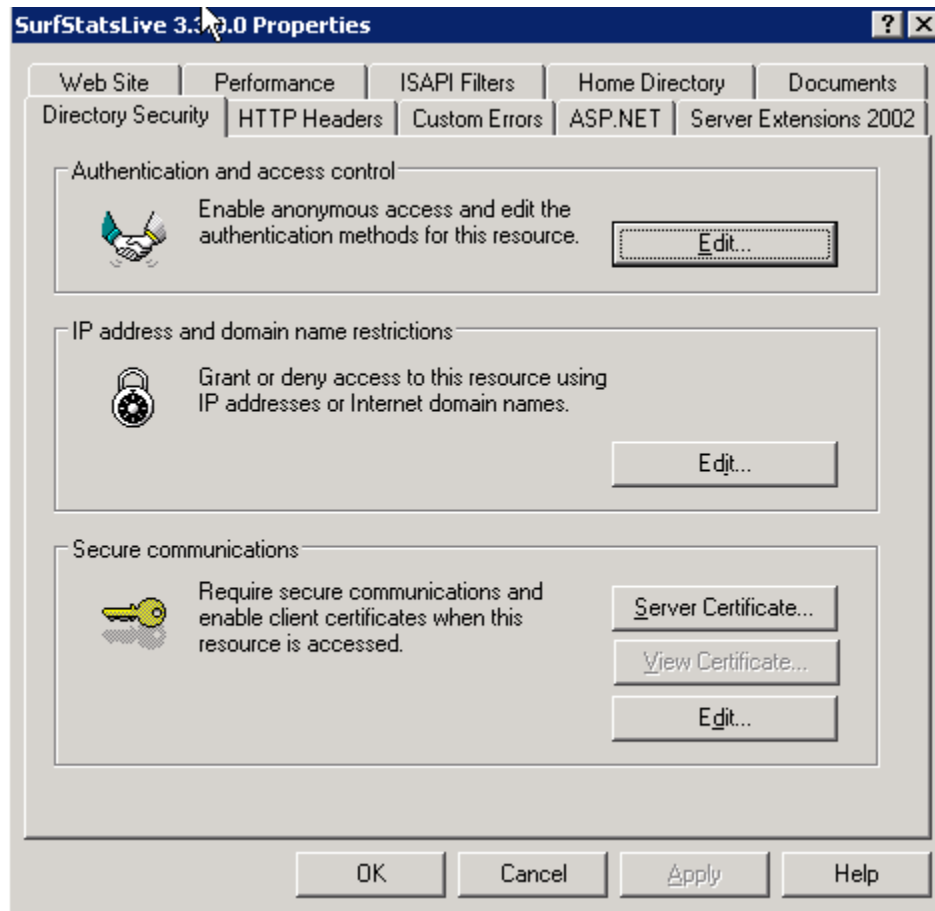 SurfStatsLive 3.3.0.0 Properties
Web Site Performance ISAPI Filters Home Directory Documents
Directory Security HTTP Headers Custom Errors ASP.NET Server Extensions 2002
Authentication and access control
Enable anonymous access and edit the
authentication methods for this resource.
Edit...
IP address and domain name restrictions
Grant or deny access to this resource using
IP addresses or Internet domain names.
Edit...
Secure communications
Require secure communications and
enable client certificates when this
resource is accessed.
Server Certificate...
View Certificate...
Edit...
OK Cancel Apply Help